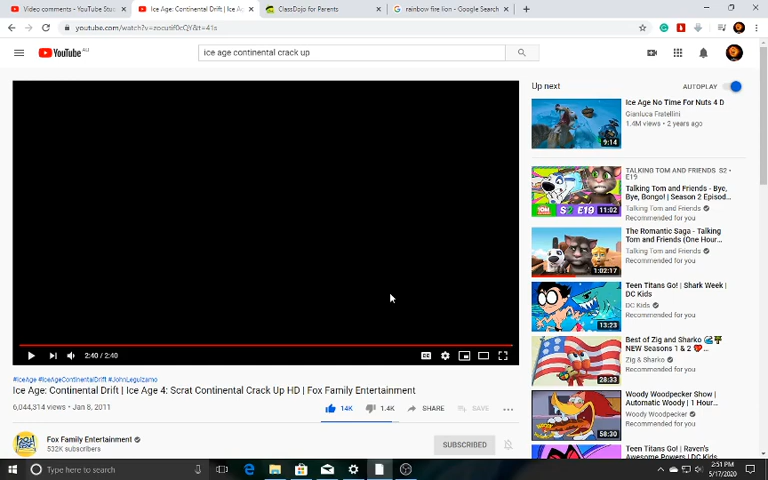 Video comments - YouTube Stu
Ice Age: Continental Drift | Ice Ag
ClassDojo for Parents
rainbow fire lion - Google Search
youtube.com/watch?v=zocutif0cQY&t=41s
YouTube AU
ice age continental crack up
Up next
AUTOPLAY
Ice Age No Time For Nuts 4 D
Gianluca Fratellini
1.4M views • 2 years ago
9:14
TALKING TOM AND FRIENDS S2 •
E19
Talking Tom and Friends - Bye,
Bye, Bongo! | Season 2 Episod...
Talking Tom and Friends
Recommended for you
S2 E19
11:02
The Romantic Saga - Talking
Tom and Friends (One Hour...
Talking Tom and Friends
Recommended for you
1:02:17
Teen Titans Go! | Shark Week |
DC Kids
DC Kids
Recommended for you
13:23
Best of Zig and Sharko
NEW Seasons 1 & 2
Zig & Sharko
Recommended for you
28:33
Woody Woodpecker Show |
Automatic Woody | 1 Hour...
Woody Woodpecker
Recommended for you
58:30
Teen Titans Go! | Raven's
Awesome Powers | DC Kids
2:40 / 2:40
#IceAge #IceAgeContinentalDrift #JohnLeguizamo
Ice Age: Continental Drift | Ice Age 4: Scrat Continental Crack Up HD | Fox Family Entertainment
6,044,314 views • Jan 8, 2011
14K
1.4K
SHARE
SAVE
Fox Family Entertainment
532K subscribers
SUBSCRIBED
Type here to search
2:51 PM
5/17/2020